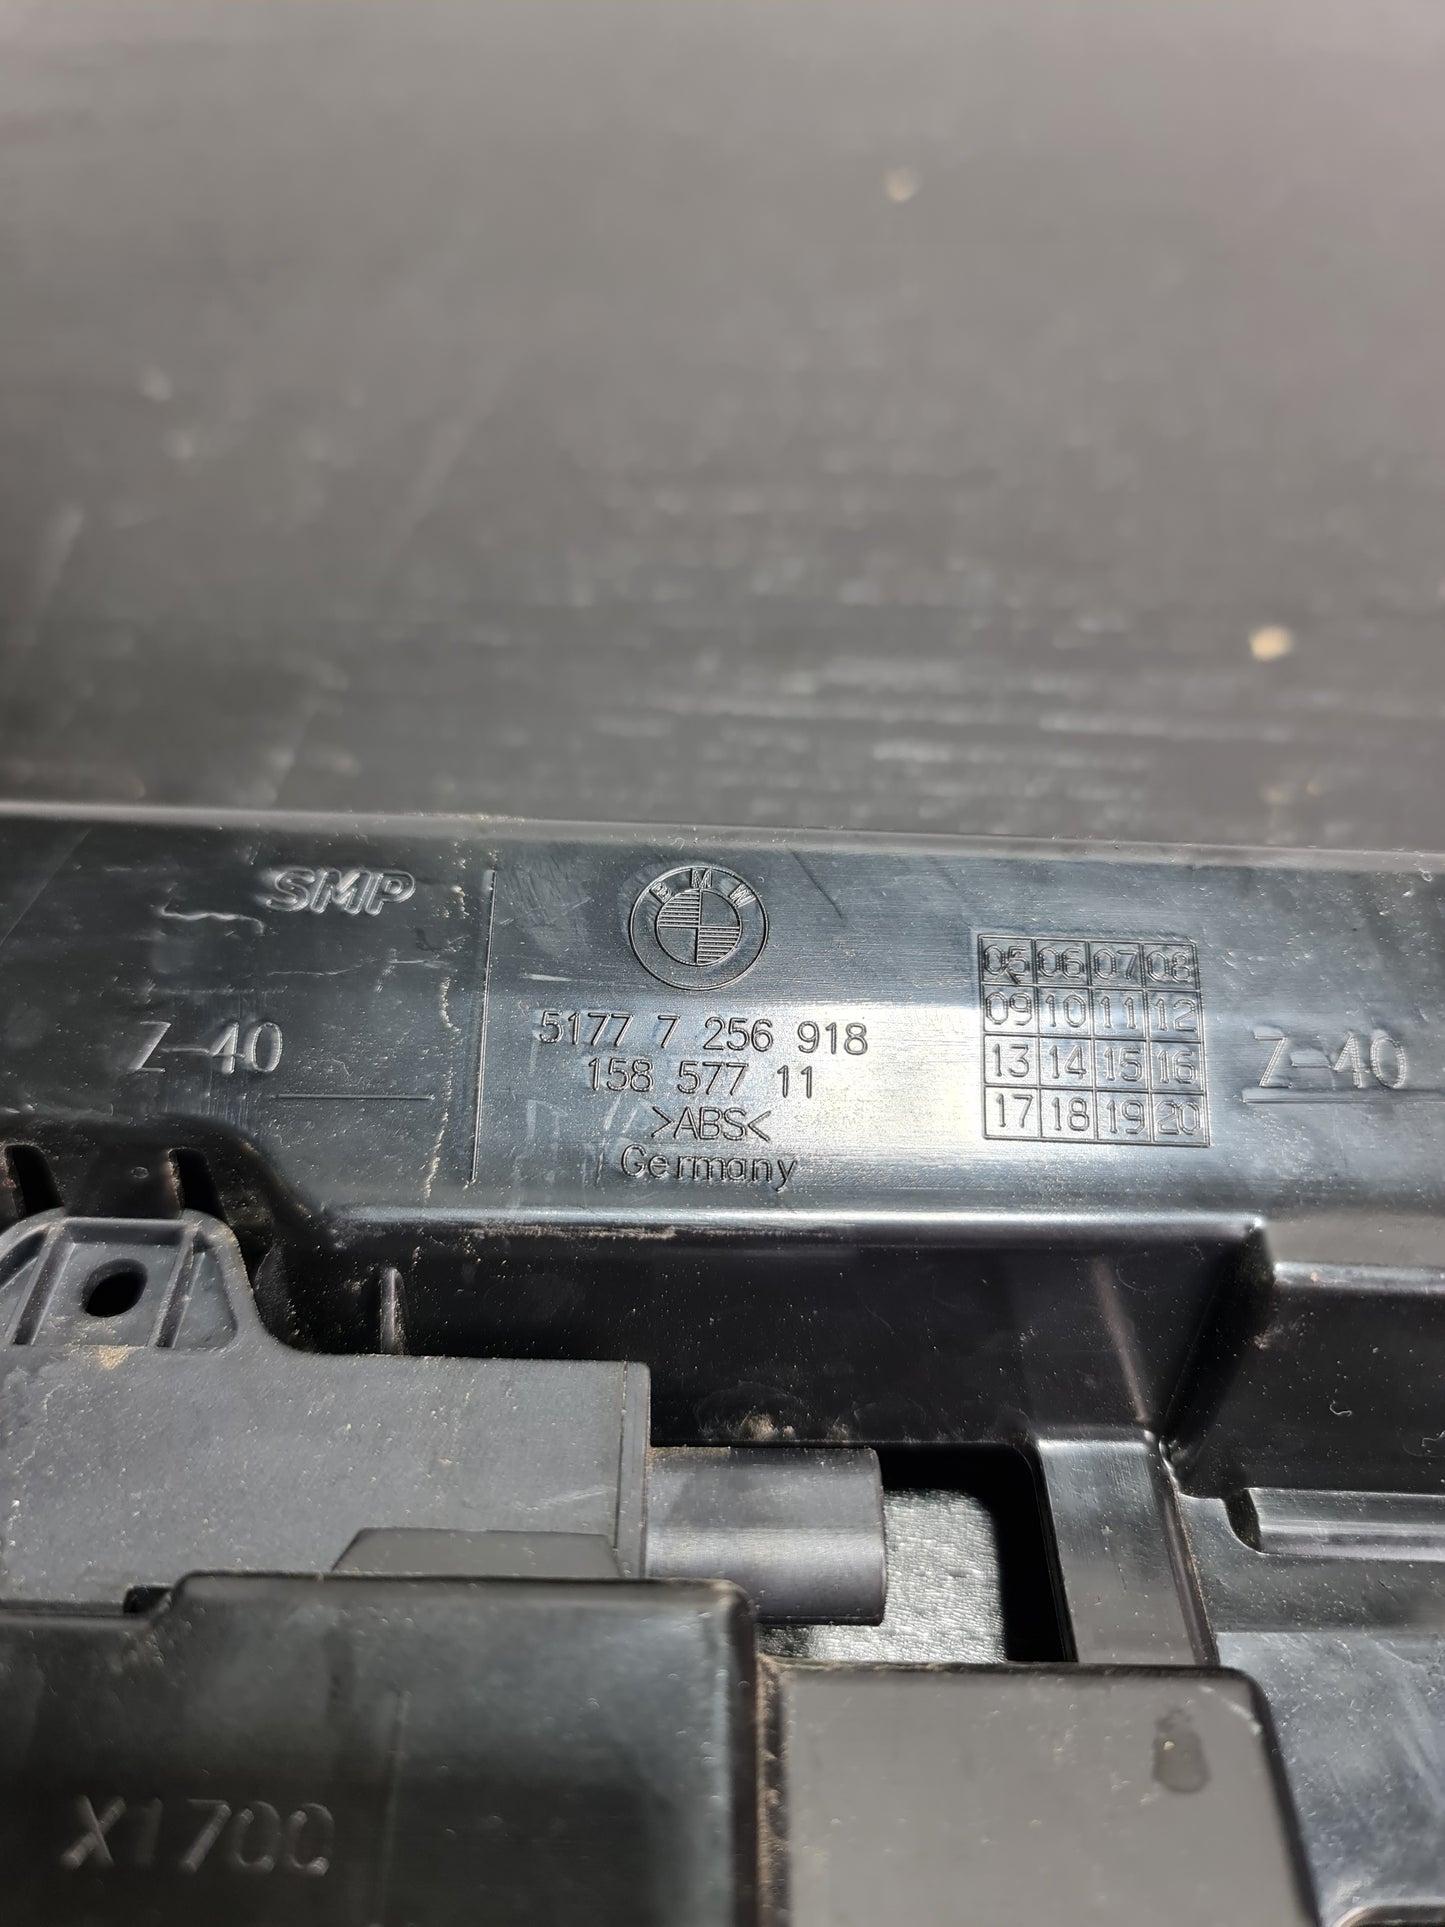 SMP
Z-40
BMW
5177 7 256 918
158 577 11
>ABS<
Germany
05 06 07 08
09 10 11 12
13 14 15 16
17 18 19 20
Z-40
X1700